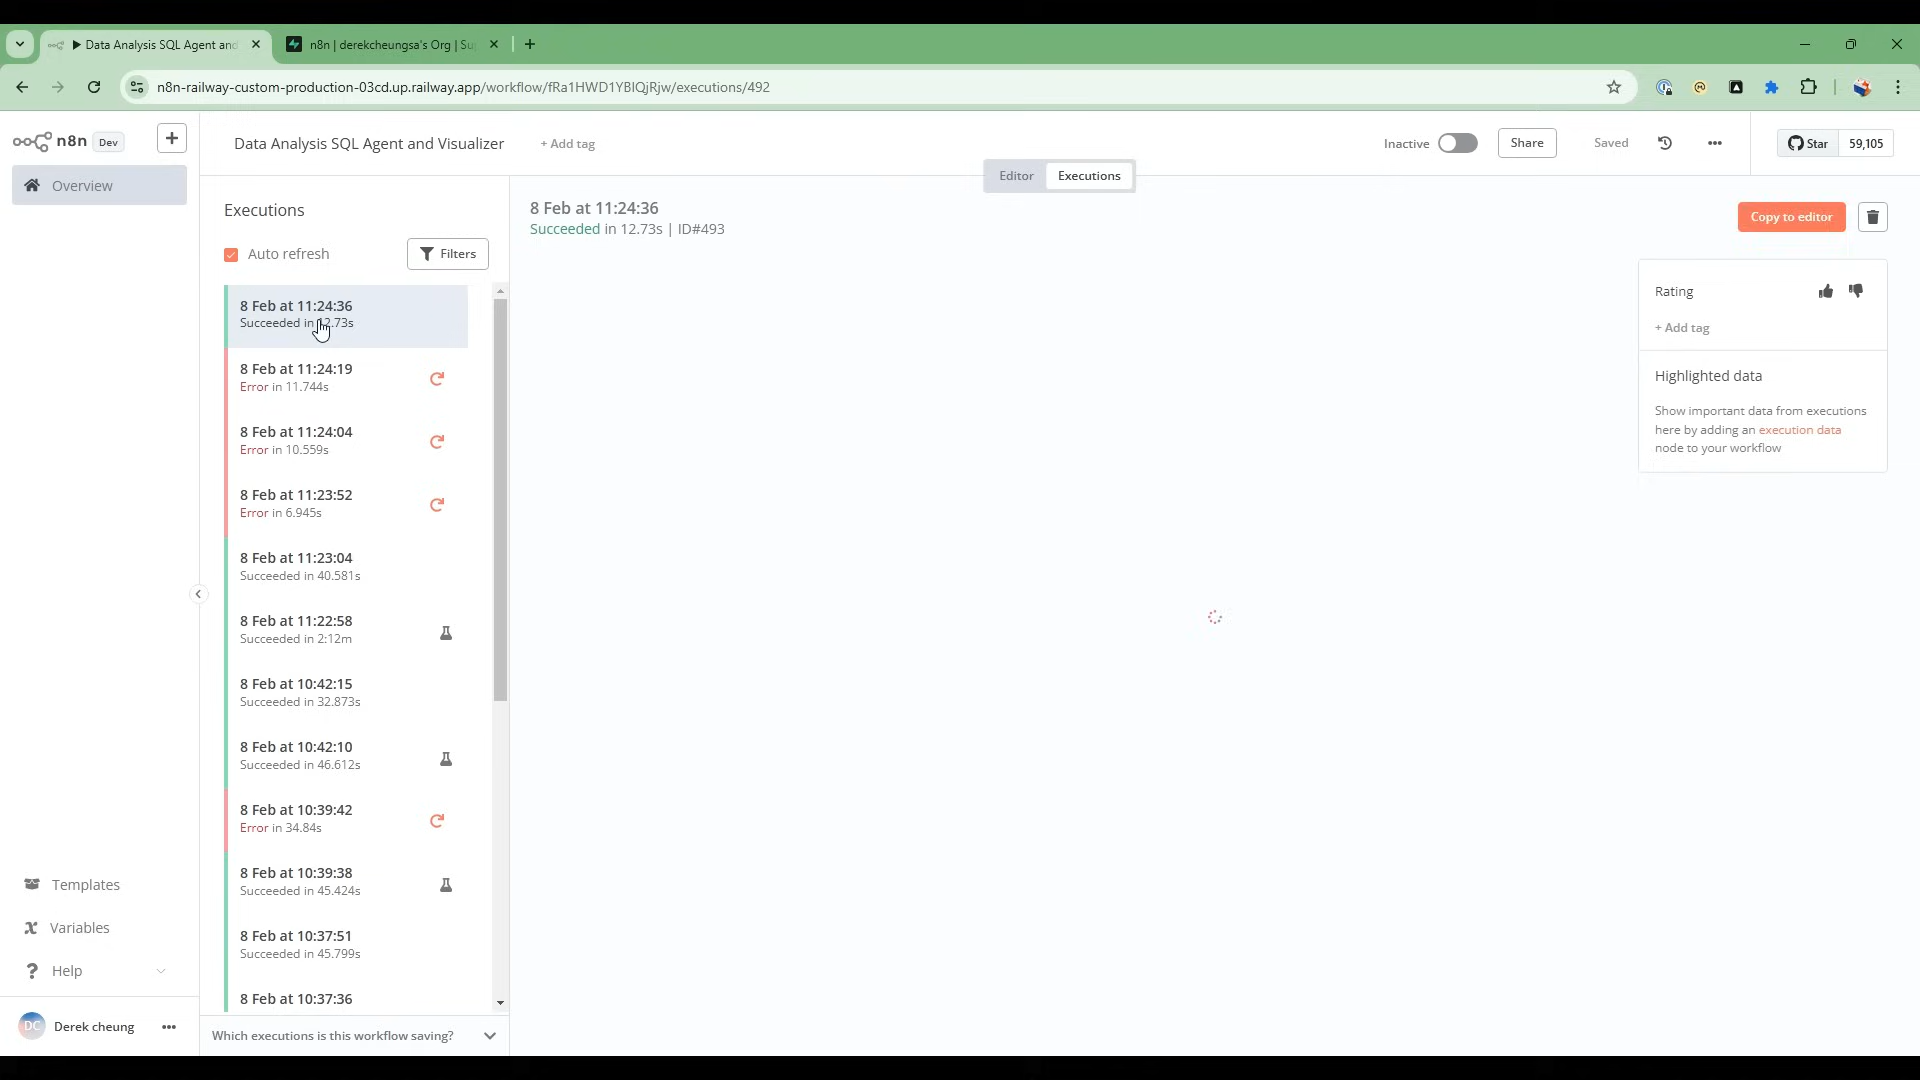 Data Analysis SQL Agent and
n8n | derekcheungsa's Org | Su
n8n-railway-custom-production-03cd.up.railway.app/workflow/fRa1HWD1YBIQjRjw/executions/492
n8n
Dev
Data Analysis SQL Agent and Visualizer
+ Add tag
Inactive
Share
Saved
Star
59,105
Overview
Editor
Executions
Executions
Auto refresh
Filters
8 Feb at 11:24:36
Succeeded in 12.73s | ID#493
Copy to editor
8 Feb at 11:24:36
Succeeded in 12.73s
8 Feb at 11:24:19
Error in 11.744s
8 Feb at 11:24:04
Error in 10.559s
8 Feb at 11:23:52
Error in 6.945s
8 Feb at 11:23:04
Succeeded in 40.581s
8 Feb at 11:22:58
Succeeded in 2:12m
8 Feb at 10:42:15
Succeeded in 32.873s
8 Feb at 10:42:10
Succeeded in 46.612s
8 Feb at 10:39:42
Error in 34.84s
8 Feb at 10:39:38
Succeeded in 45.424s
8 Feb at 10:37:51
Succeeded in 45.799s
8 Feb at 10:37:36
Which executions is this workflow saving?
Rating
+ Add tag
Highlighted data
Show important data from executions
here by adding an execution data
node to your workflow
Templates
Variables
Help
DC
Derek cheung